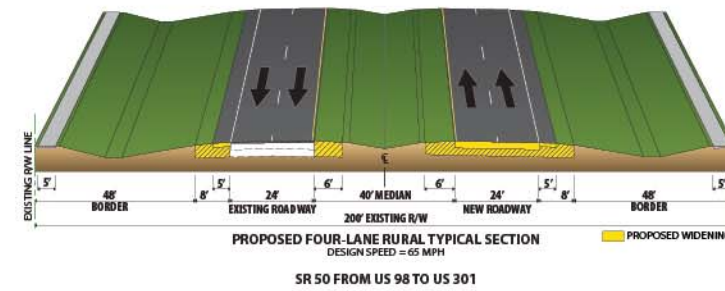 EXISTING R/W LINE
5' 5' 6' 6' 5' 5'
48' 8' 24' 40' MEDIAN 24' 8' 48'
BORDER EXISTING ROADWAY NEW ROADWAY BORDER
200' EXISTING R/W
PROPOSED FOUR-LANE RURAL TYPICAL SECTION
PROPOSED WIDENING
DESIGN SPEED = 65 MPH
SR 50 FROM US 98 TO US 301